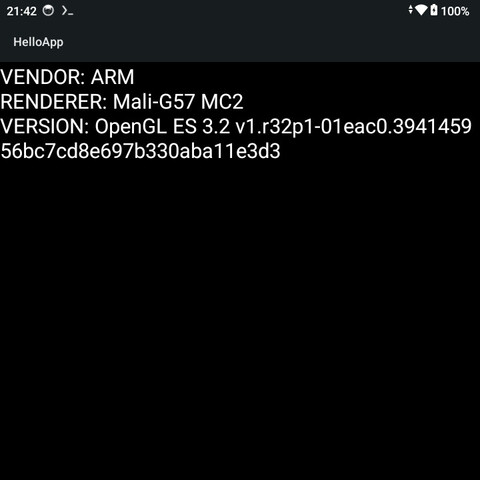 21:42 100%
HelloApp
VENDOR: ARM
RENDERER: Mali-G57 MC2
VERSION: OpenGL ES 3.2 v1.r32p1-01eac0.3941459
56bc7cd8e697b330aba11e3d3